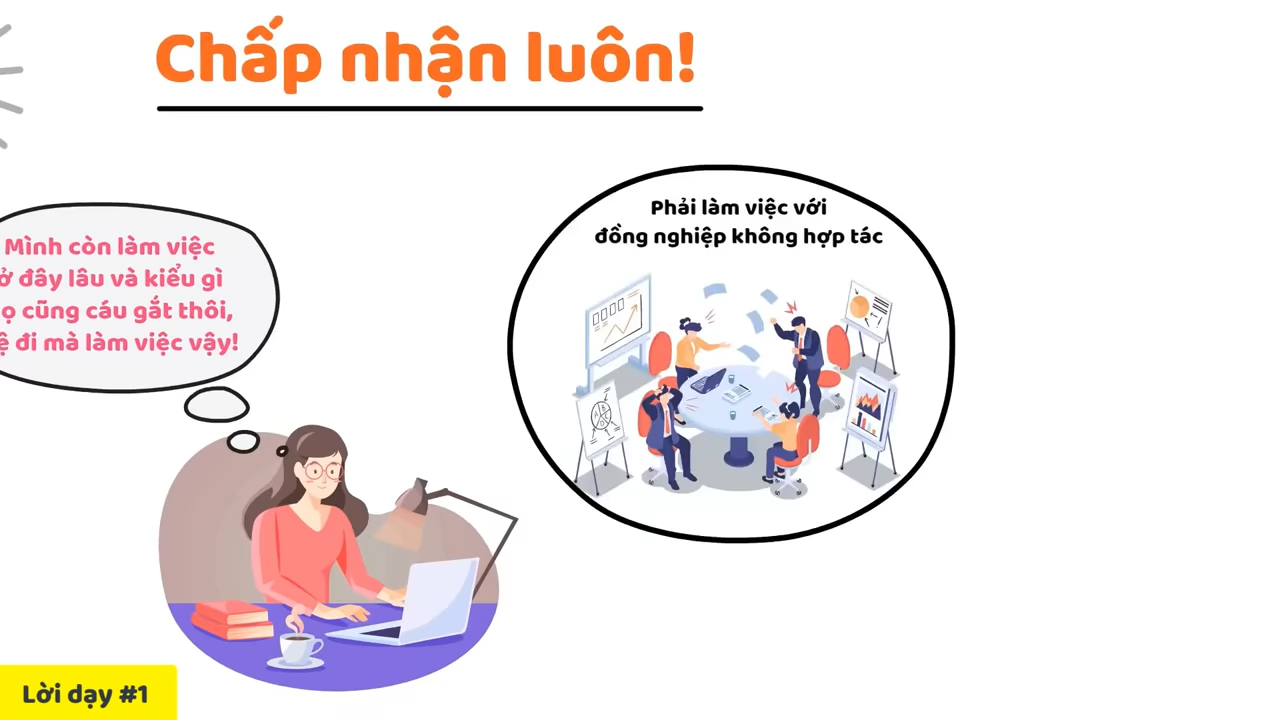 Chấp nhận luôn!
Mình còn làm việc
ở đây lâu và kiểu gì
cũng cáu gắt thôi,
đi mà làm việc vậy!
Phải làm việc với
đồng nghiệp không hợp tác
Lời dạy #1